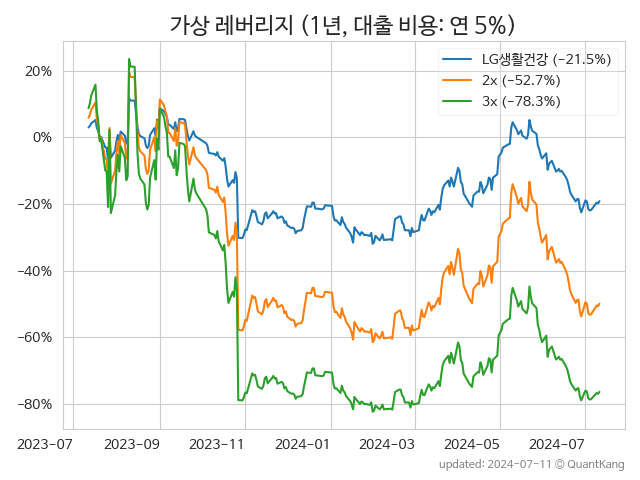 가상 레버리지 (1년, 대출 비용: 연 5%)
LG생활건강 (−21.5%)
2x (−52.7%)
3x (−78.3%)
20%
0%
−20%
−40%
−60%
−80%
2023-07 2023-09 2023-11 2024-01 2024-03 2024-05 2024-07
updated: 2024-07-11 © QuantKang